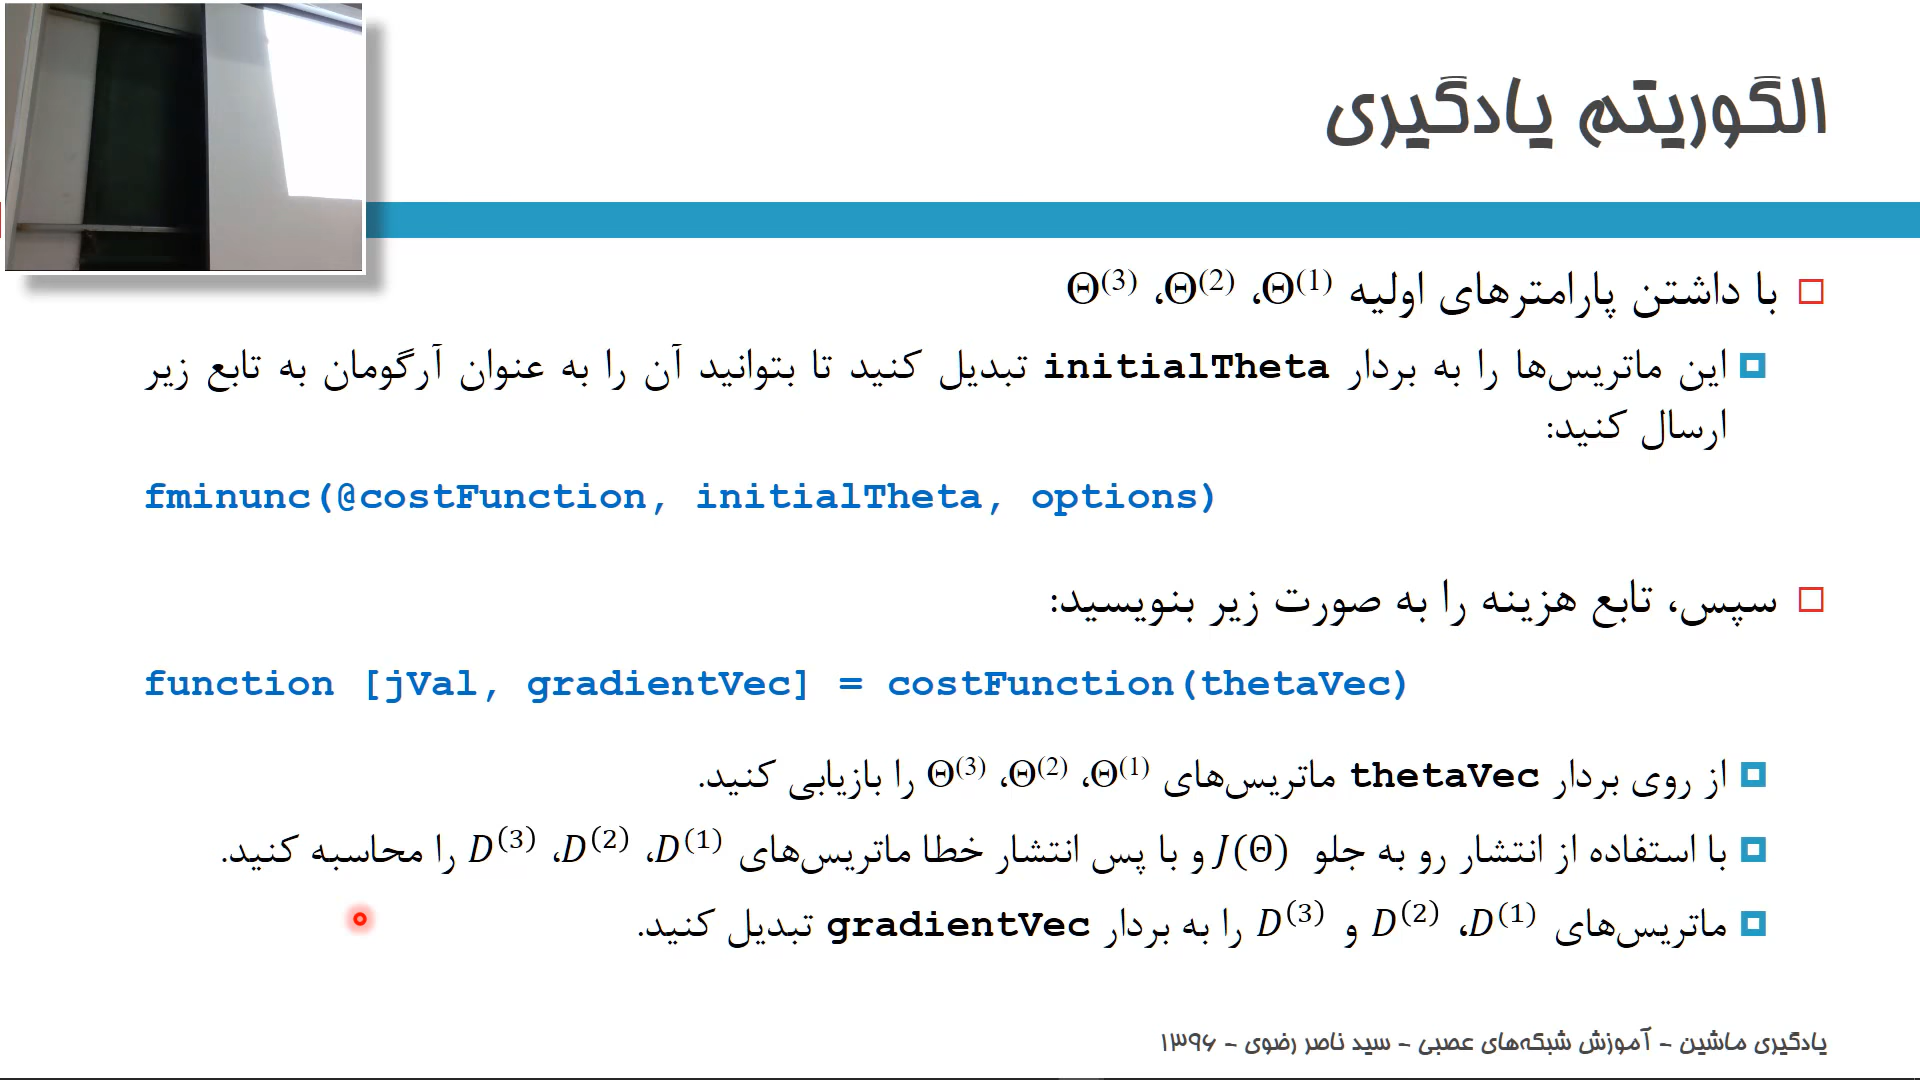 الگوریتم یادگیری
با داشتن پارامترهای اولیه Θ⁽¹⁾، Θ⁽²⁾، Θ⁽³⁾
این ماتریس‌ها را به بردار initialTheta تبدیل کنید تا بتوانید آن را به عنوان آرگومان به تابع زیر
ارسال کنید:
fminunc(@costFunction, initialTheta, options)
سپس، تابع هزینه را به صورت زیر بنویسید:
function [jVal, gradientVec] = costFunction(thetaVec)
از روی بردار thetaVec ماتریس‌های Θ⁽¹⁾، Θ⁽²⁾، Θ⁽³⁾ را بازیابی کنید.
با استفاده از انتشار رو به جلو J(Θ) و با پس انتشار خطا ماتریس‌های D⁽¹⁾، D⁽²⁾، D⁽³⁾ را محاسبه کنید.
ماتریس‌های D⁽¹⁾، D⁽²⁾ و D⁽³⁾ را به بردار gradientVec تبدیل کنید.
یادگیری ماشین - آموزش شبکه‌های عصبی - سید ناصر رضوی - ۱۳۹۶